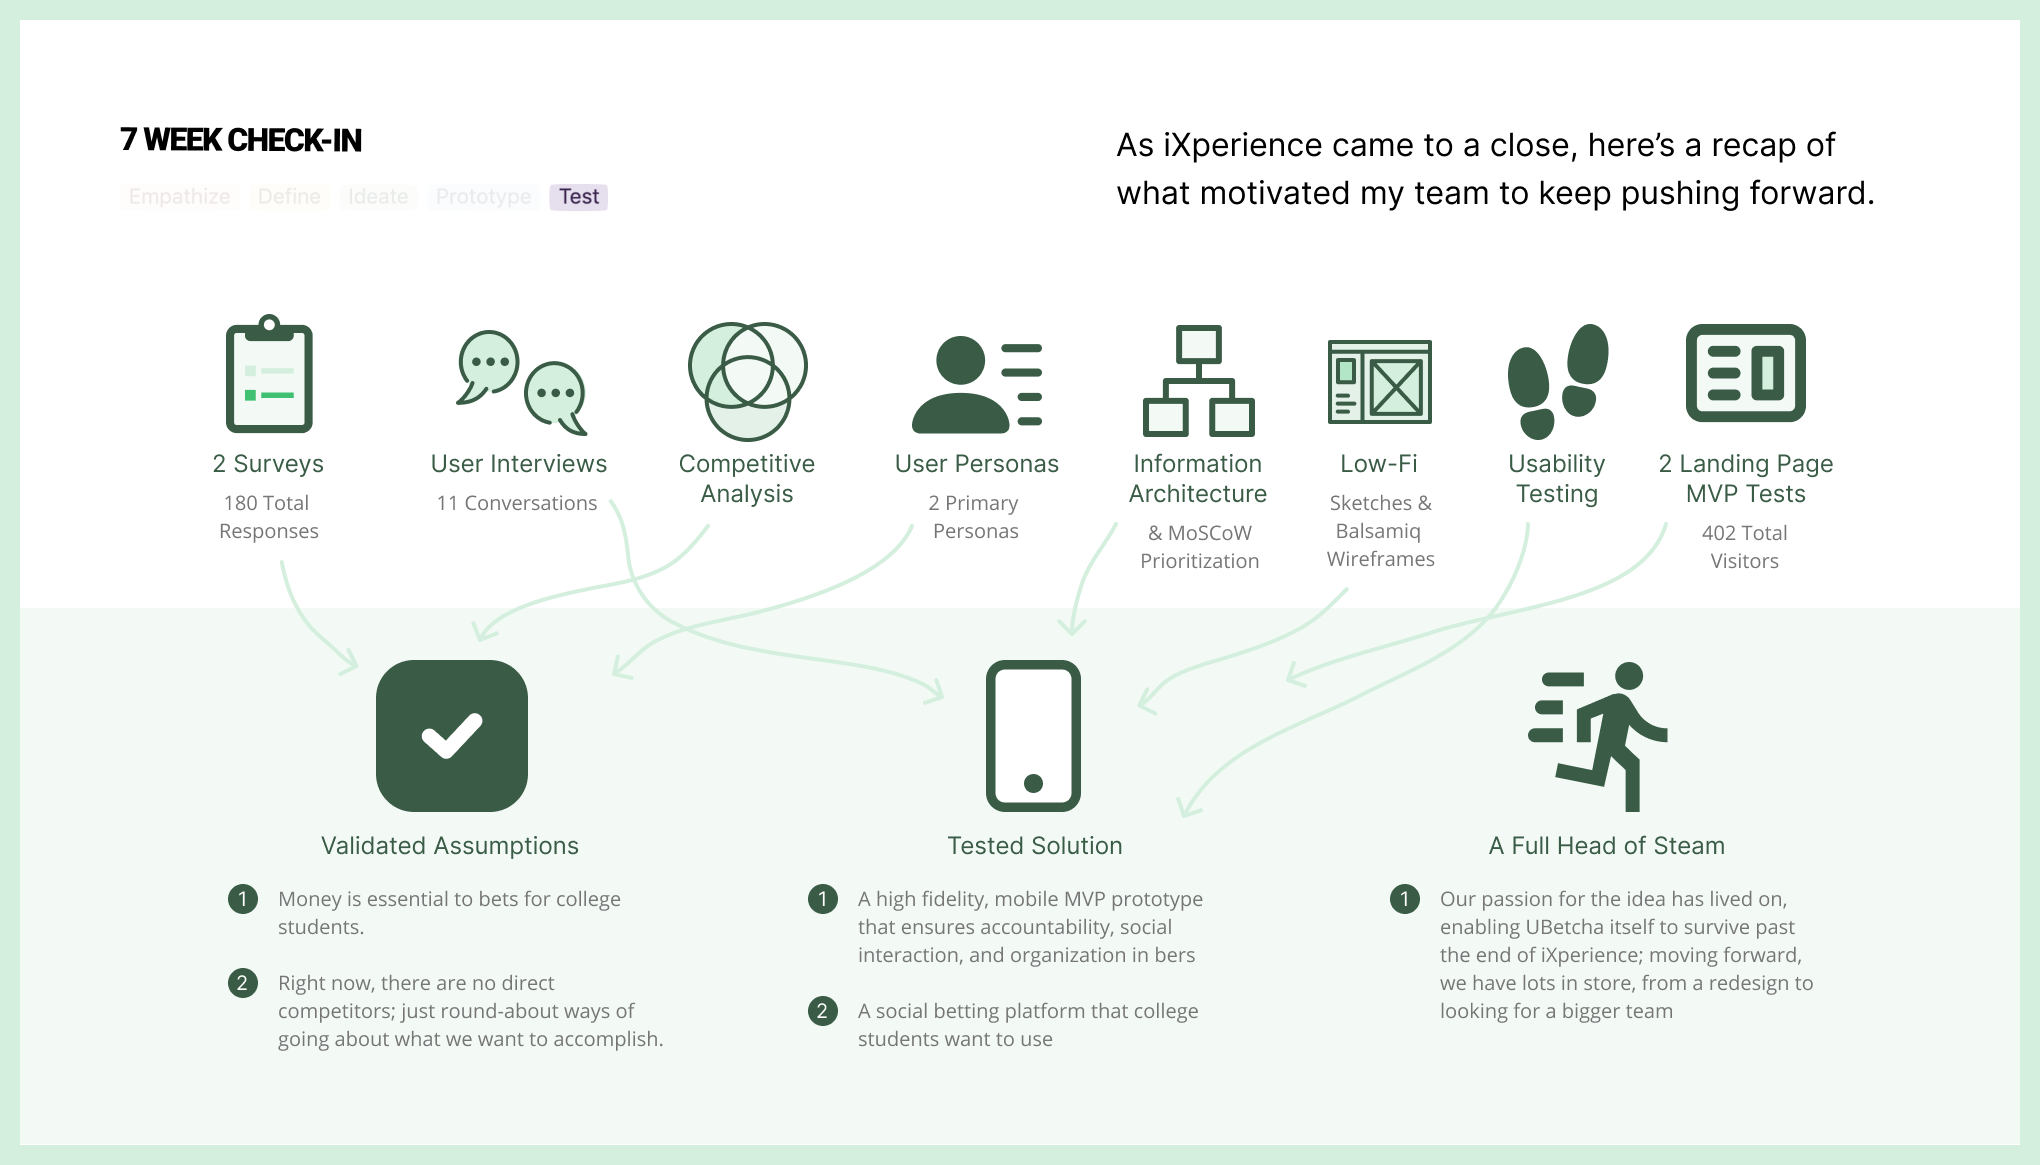 7 WEEK CHECK-IN
Empathize Define Ideate Prototype Test
As iXperience came to a close, here’s a recap of
what motivated my team to keep pushing forward.
2 Surveys
180 Total
Responses
User Interviews
11 Conversations
Competitive
Analysis
User Personas
2 Primary
Personas
Information
Architecture
& MoSCoW
Prioritization
Low-Fi
Sketches &
Balsamiq
Wireframes
Usability
Testing
2 Landing Page
MVP Tests
402 Total
Visitors
Validated Assumptions
1 Money is essential to bets for college
students.
2 Right now, there are no direct
competitors; just round-about ways of
going about what we want to accomplish.
Tested Solution
1 A high fidelity, mobile MVP prototype
that ensures accountability, social
interaction, and organization in bers
2 A social betting platform that college
students want to use
A Full Head of Steam
1 Our passion for the idea has lived on,
enabling UBetcha itself to survive past
the end of iXperience; moving forward,
we have lots in store, from a redesign to
looking for a bigger team